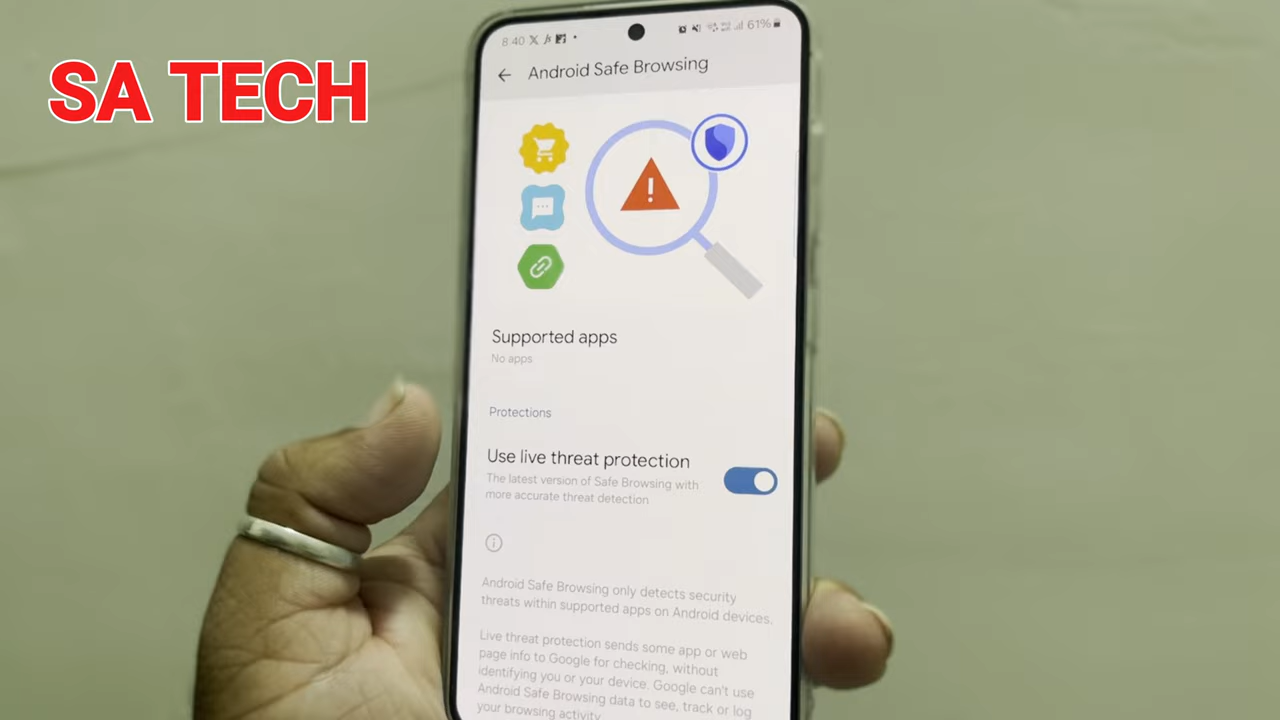 SA TECH
8:40
61%
Android Safe Browsing
Supported apps
No apps
Protections
Use live threat protection
The latest version of Safe Browsing with
more accurate threat detection
Android Safe Browsing only detects security
threats within supported apps on Android devices.
Live threat protection sends some app or web
page info to Google for checking, without
identifying you or your device. Google can't use
Android Safe Browsing data to see, track or log
your browsing activity.